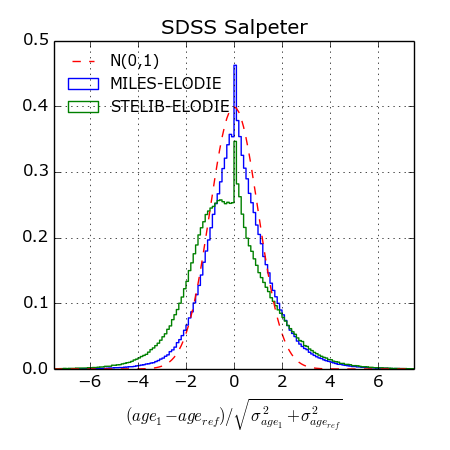 SDSS Salpeter
0.5
0.4
0.3
0.2
0.1
0.0
N(0,1)
MILES-ELODIE
STELIB-ELODIE
−6 −4 −2 0 2 4 6
(age₁−age_ref)/√(σ²_age₁+σ²_age_ref)